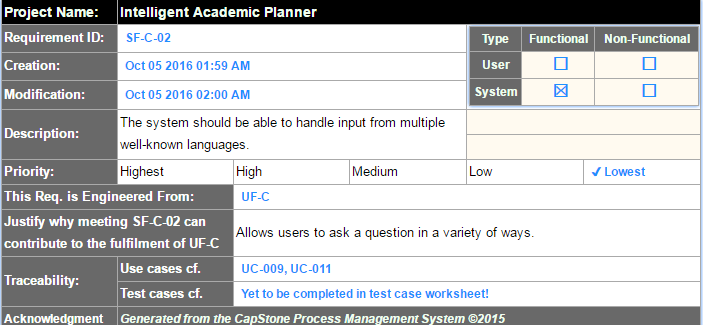 Project Name: Intelligent Academic Planner
Requirement ID: SF-C-02
Type Functional Non-Functional
Creation: Oct 05 2016 01:59 AM
User
Modification: Oct 05 2016 02:00 AM
System
Description: The system should be able to handle input from multiple
well-known languages.
Priority: Highest High Medium Low ✓ Lowest
This Req. is Engineered From: UF-C
Justify why meeting SF-C-02 can
contribute to the fulfilment of UF-C
Allows users to ask a question in a variety of ways.
Traceability:
Use cases cf. UC-009, UC-011
Test cases cf. Yet to be completed in test case worksheet!
Acknowledgment Generated from the CapStone Process Management System ©2015